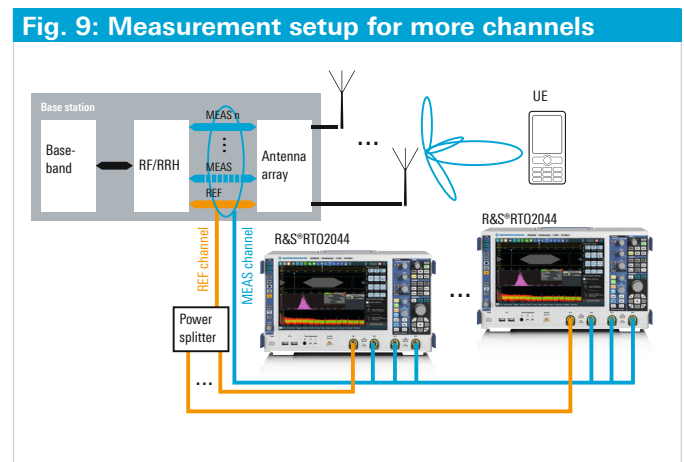 Fig. 9: Measurement setup for more channels
Base station
Base-
band
RF/RRH
MEAS n
MEAS
REF
Antenna
array
...
UE
REF channel
MEAS channel
R&S®RTO2044
R&S®RTO2044
...
Power
splitter
...